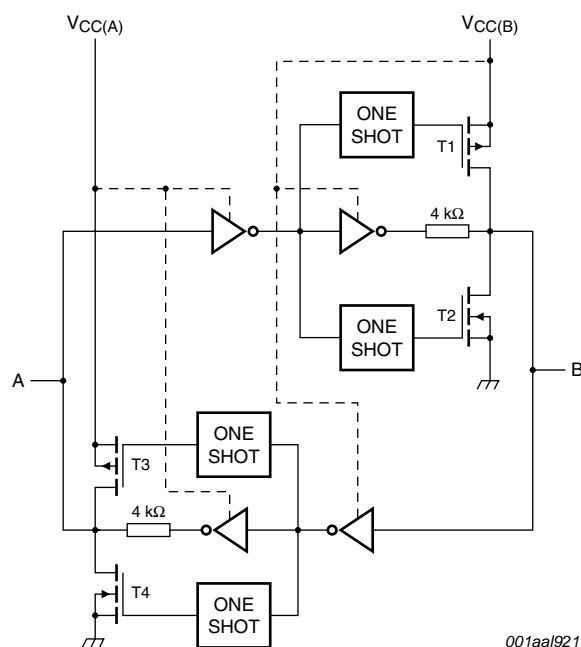 VCC(A)
VCC(B)
ONE
SHOT
T1
4 kΩ
ONE
SHOT
T2
A
B
ONE
SHOT
T3
4 kΩ
ONE
SHOT
T4
001aal921